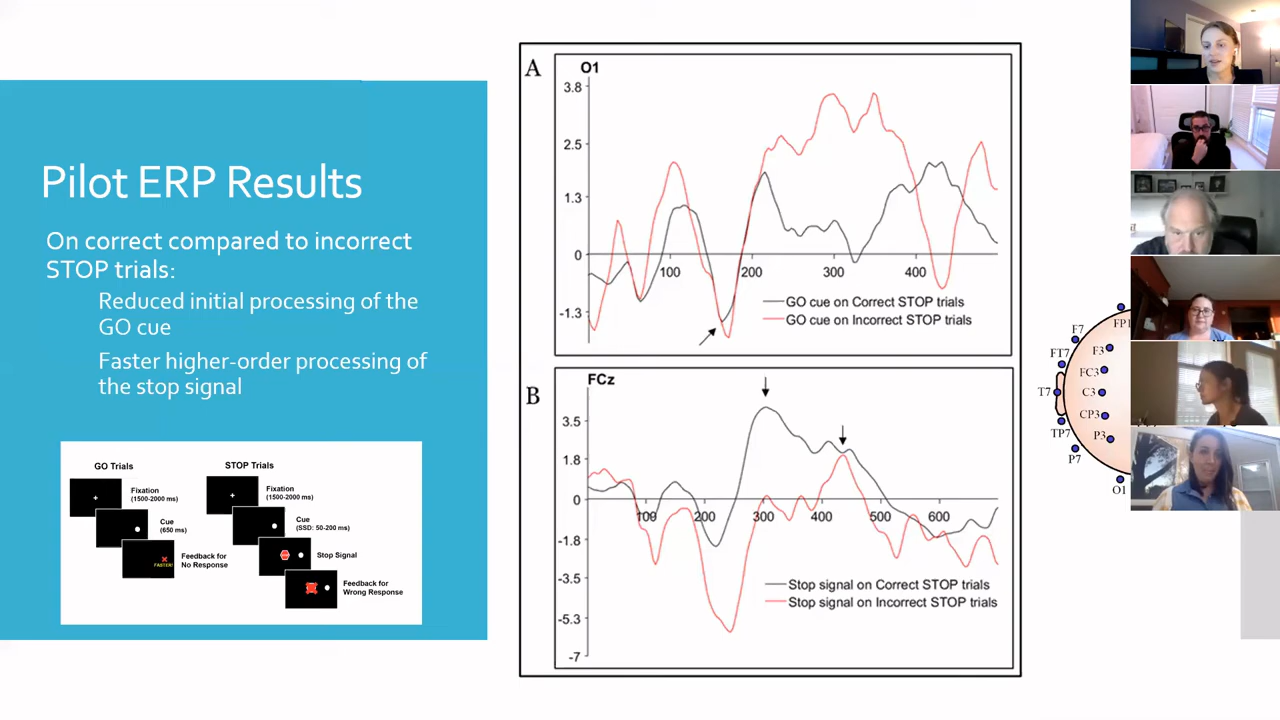 Pilot ERP Results
On correct compared to incorrect
STOP trials:
Reduced initial processing of the
GO cue
Faster higher-order processing of
the stop signal
GO Trials
Fixation
(1500-2000 ms)
Cue
(650 ms)
FASTER!
Feedback for
No Response
STOP Trials
Fixation
(1500-2000 ms)
Cue
(SSD: 50-200 ms)
Stop Signal
Feedback for
Wrong Response
A
O1
3.8
2.5
1.3
0
-1.3
100
200
300
400
GO cue on Correct STOP trials
GO cue on Incorrect STOP trials
B
FCz
3.5
1.8
0
-1.8
-3.5
-5.3
-7
100
200
300
400
500
600
Stop signal on Correct STOP trials
Stop signal on Incorrect STOP trials
F7
F3
FT7
FC3
T7
C3
TP7
CP3
P7
P3
O1